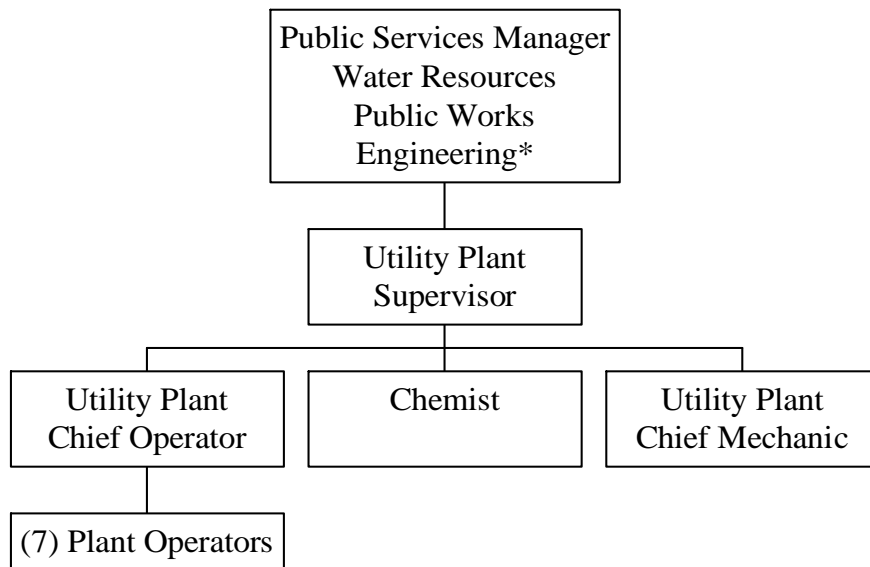 Public Services Manager
Water Resources
Public Works
Engineering*
Utility Plant
Supervisor
Utility Plant
Chief Operator
Chemist
Utility Plant
Chief Mechanic
(7) Plant Operators